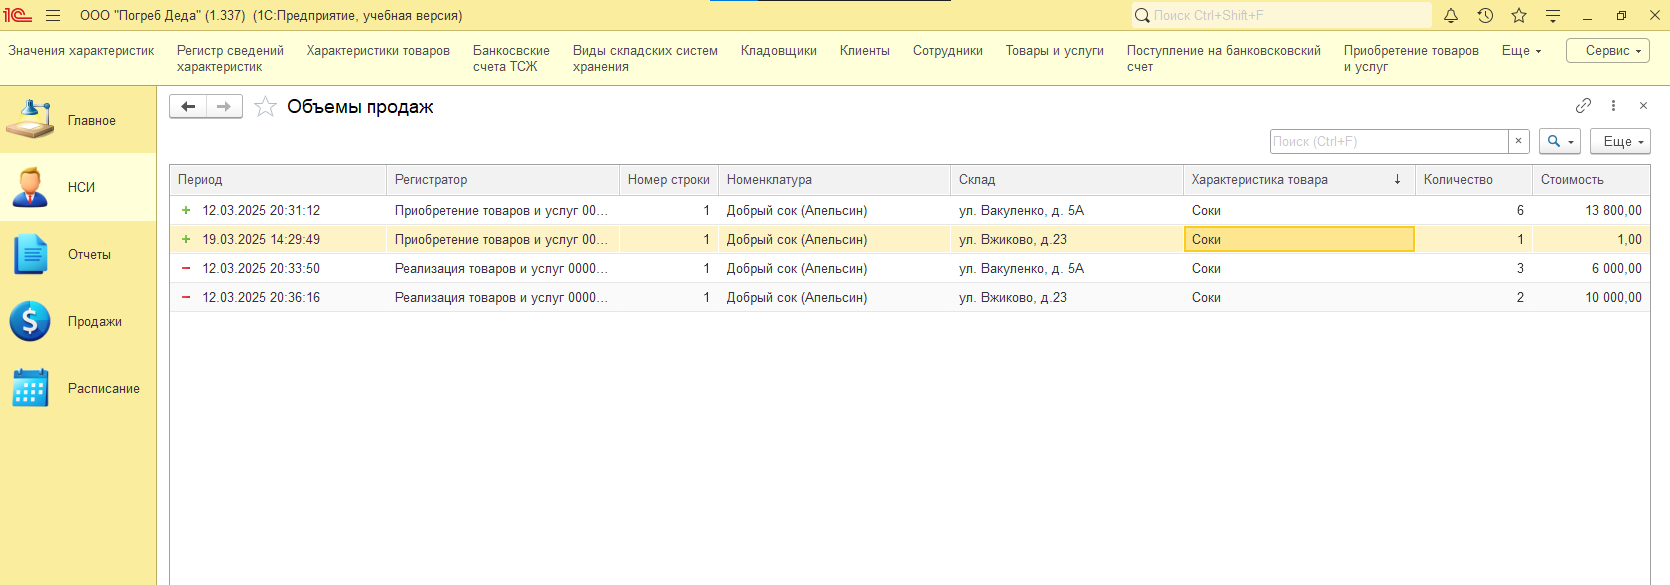 1С ООО "Погреб Деда" (1.337) (1С:Предприятие, учебная версия) Поиск Ctrl+Shift+F
Значения характеристик Регистр сведений характеристик Характеристики товаров Банкосвские счета ТСЖ Виды складских систем хранения Кладовщики Клиенты Сотрудники Товары и услуги Поступление на банковсковский счет Приобретение товаров и услуг Еще Сервис
Главное
НСИ
Отчеты
Продажи
Расписание
Объемы продаж
Поиск (Ctrl+F) × Еще
Период Регистратор Номер строки Номенклатура Склад Характеристика товара ↓ Количество Стоимость
+ 12.03.2025 20:31:12 Приобретение товаров и услуг 00... 1 Добрый сок (Апельсин) ул. Вакуленко, д. 5А Соки 6 13 800,00
+ 19.03.2025 14:29:49 Приобретение товаров и услуг 00... 1 Добрый сок (Апельсин) ул. Вжиково, д.23 Соки 1 1,00
− 12.03.2025 20:33:50 Реализация товаров и услуг 0000... 1 Добрый сок (Апельсин) ул. Вакуленко, д. 5А Соки 3 6 000,00
− 12.03.2025 20:36:16 Реализация товаров и услуг 0000... 1 Добрый сок (Апельсин) ул. Вжиково, д.23 Соки 2 10 000,00